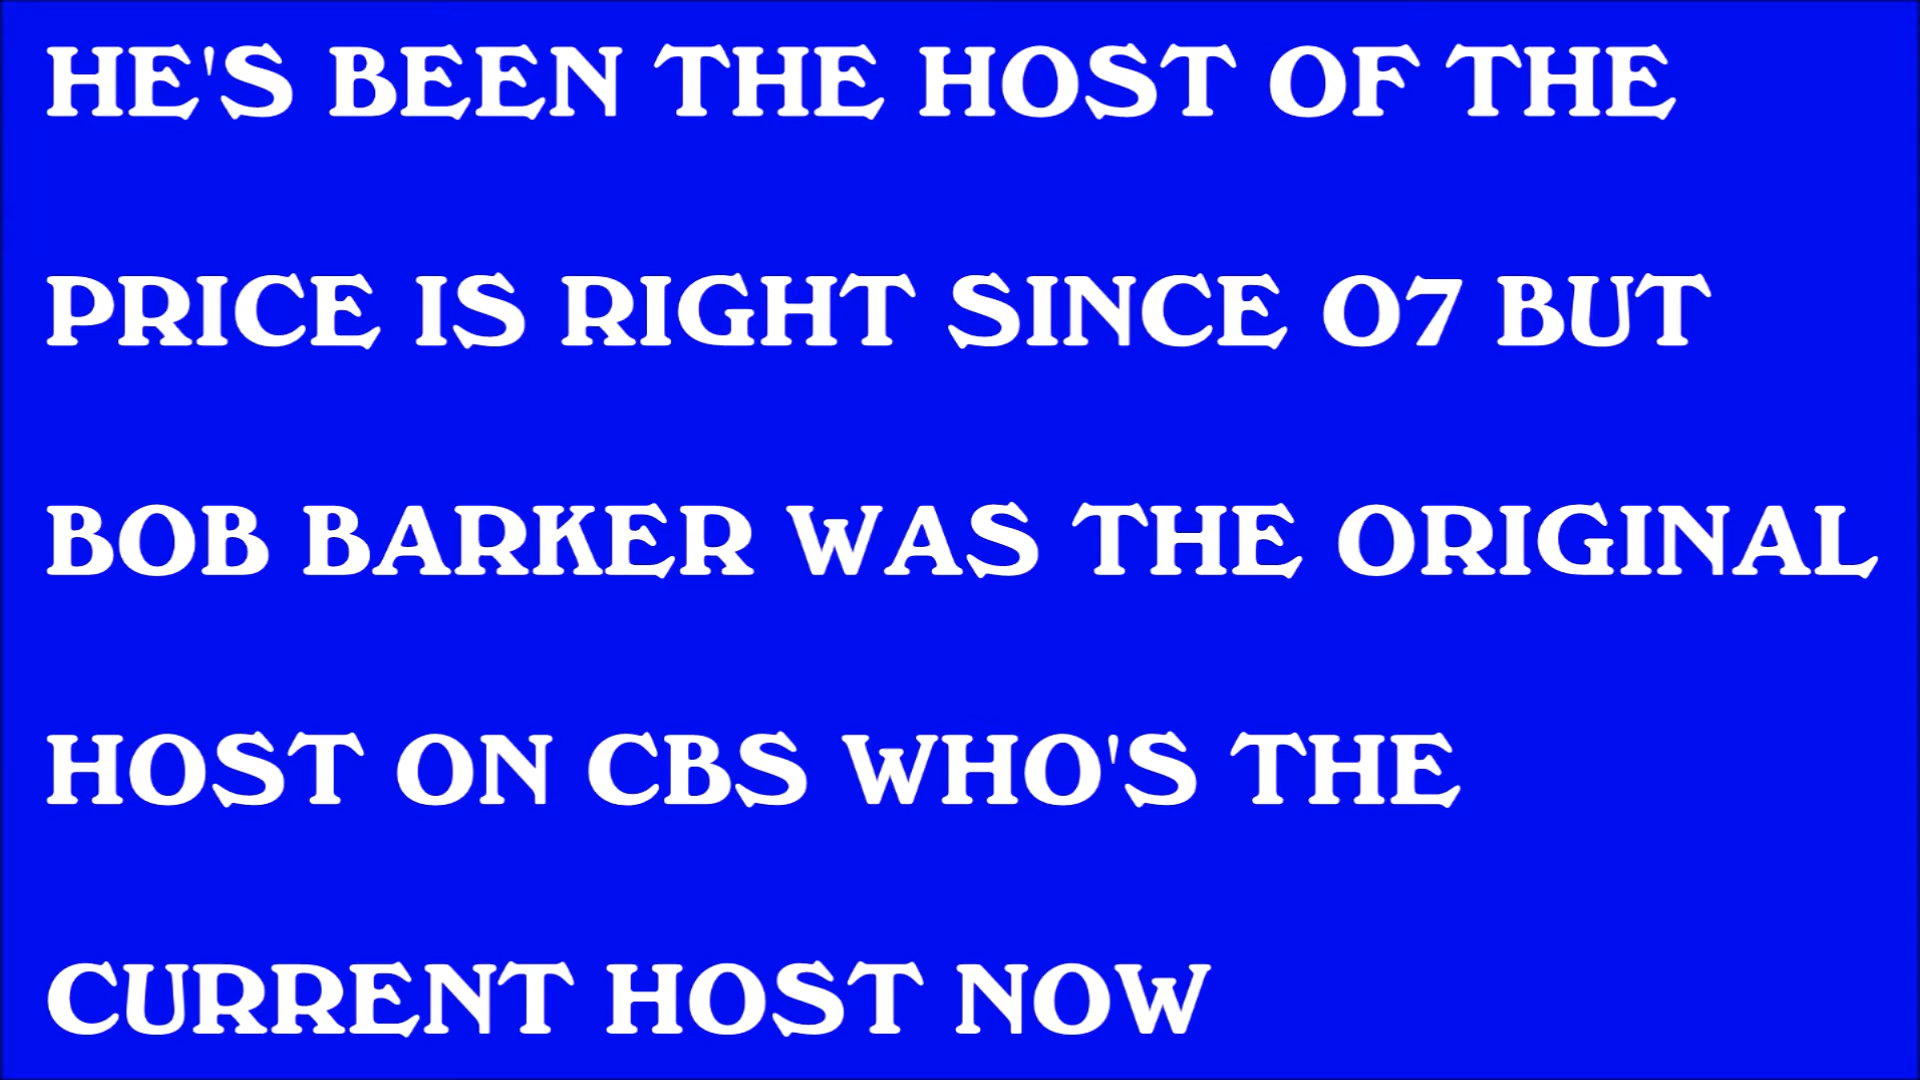 HE'S BEEN THE HOST OF THE
PRICE IS RIGHT SINCE 07 BUT
BOB BARKER WAS THE ORIGINAL
HOST ON CBS WHO'S THE
CURRENT HOST NOW